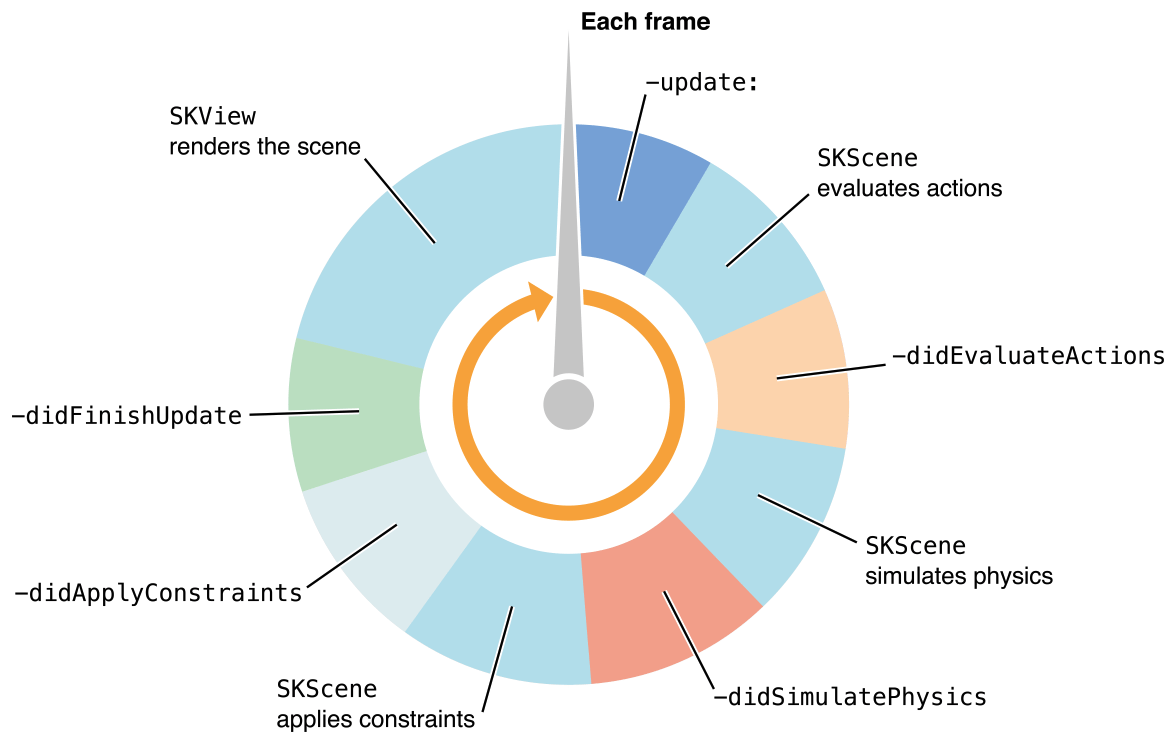 Each frame
-update:
SKScene
evaluates actions
-didEvaluateActions
SKScene
simulates physics
-didSimulatePhysics
SKScene
applies constraints
-didApplyConstraints
-didFinishUpdate
SKView
renders the scene